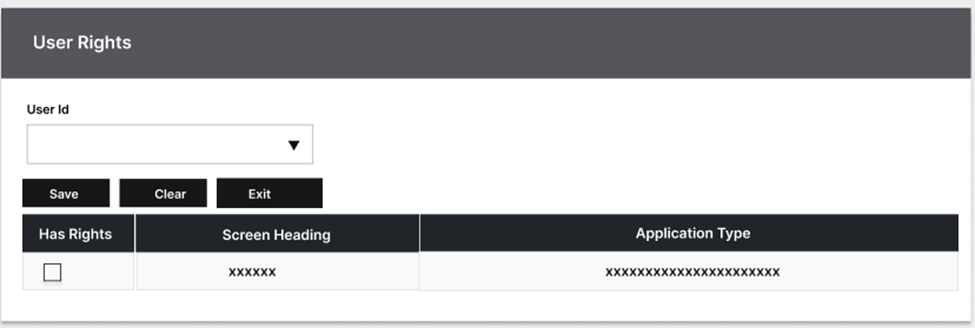 User Rights
User Id
Save Clear Exit
Has Rights Screen Heading Application Type
xxxxxx xxxxxxxxxxxxxxxxxxxxxx